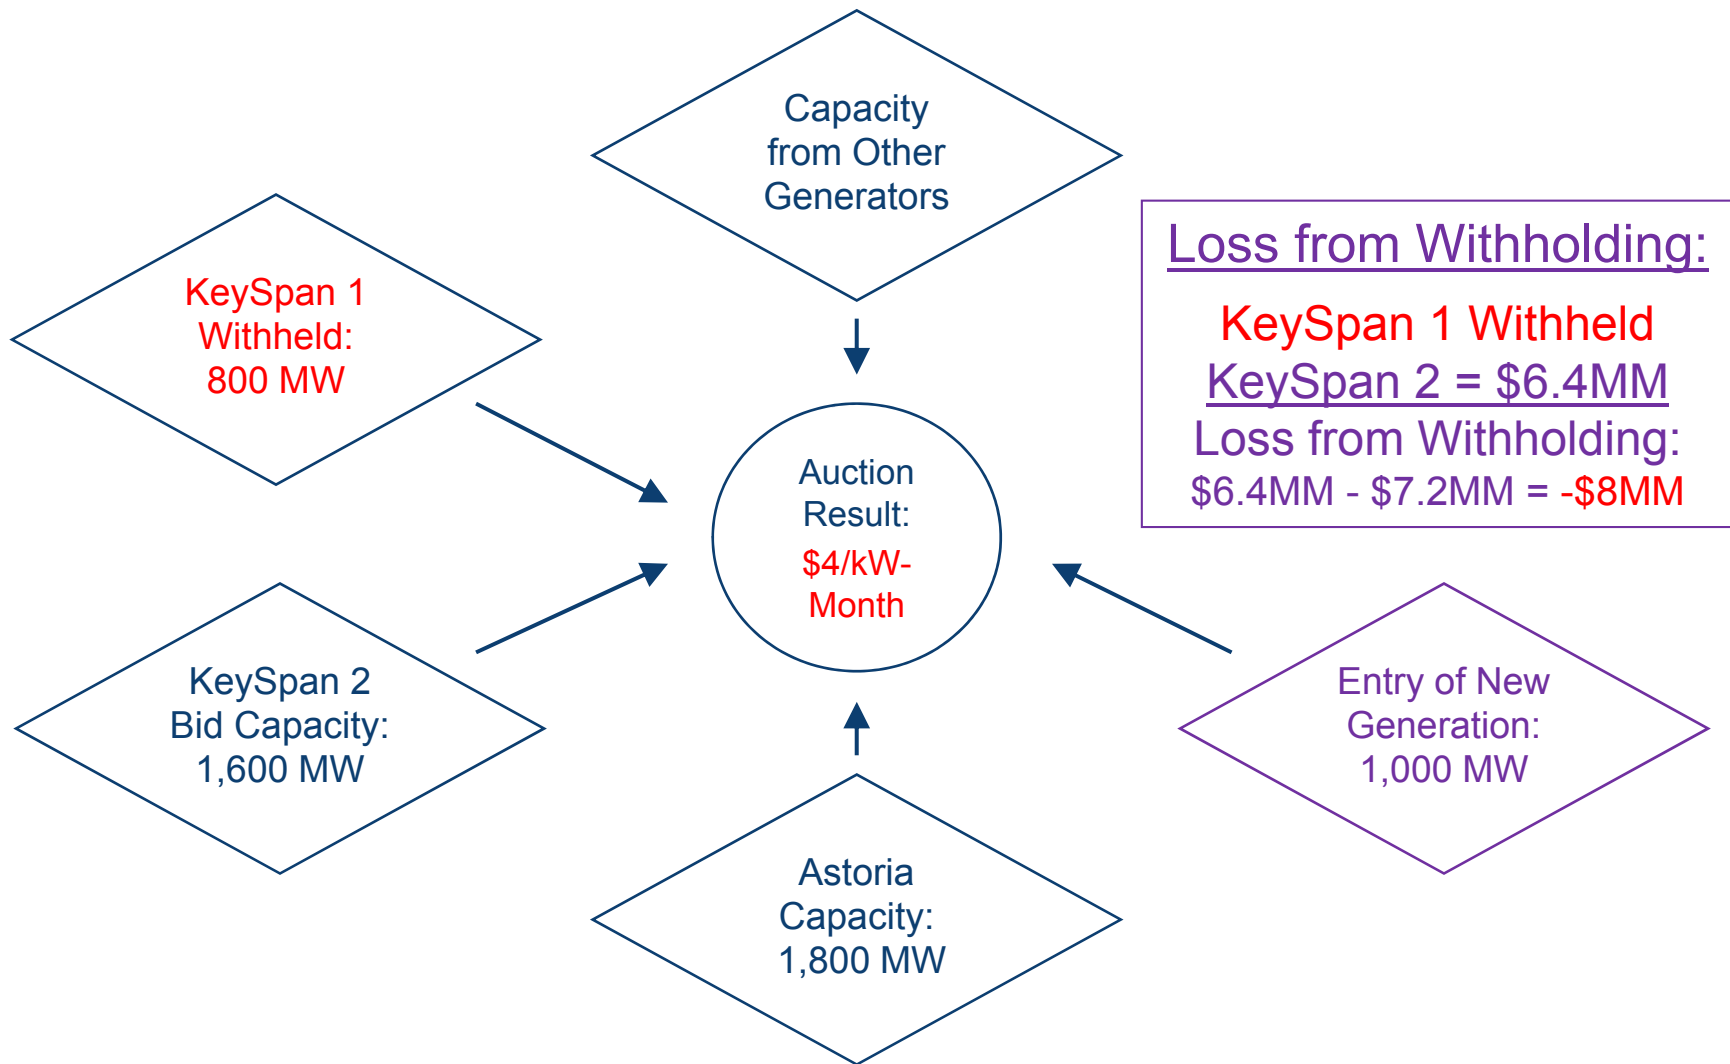 Capacity
from Other
Generators
KeySpan 1
Withheld:
800 MW
Loss from Withholding:
KeySpan 1 Withheld
KeySpan 2 = $6.4MM
Loss from Withholding:
$6.4MM - $7.2MM = -$8MM
Auction
Result:
$4/kW-
Month
KeySpan 2
Bid Capacity:
1,600 MW
Entry of New
Generation:
1,000 MW
Astoria
Capacity:
1,800 MW